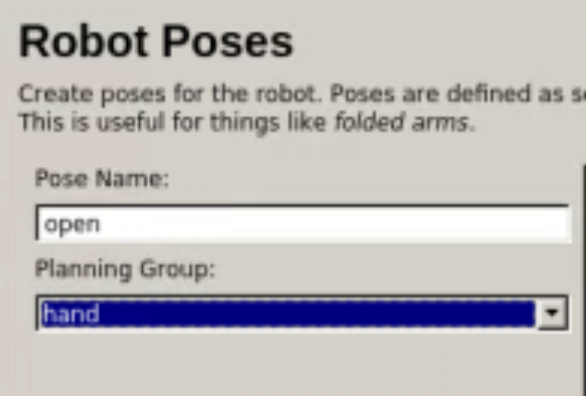 Robot Poses
Create poses for the robot. Poses are defined as
This is useful for things like folded arms.
Pose Name:
open
Planning Group:
hand